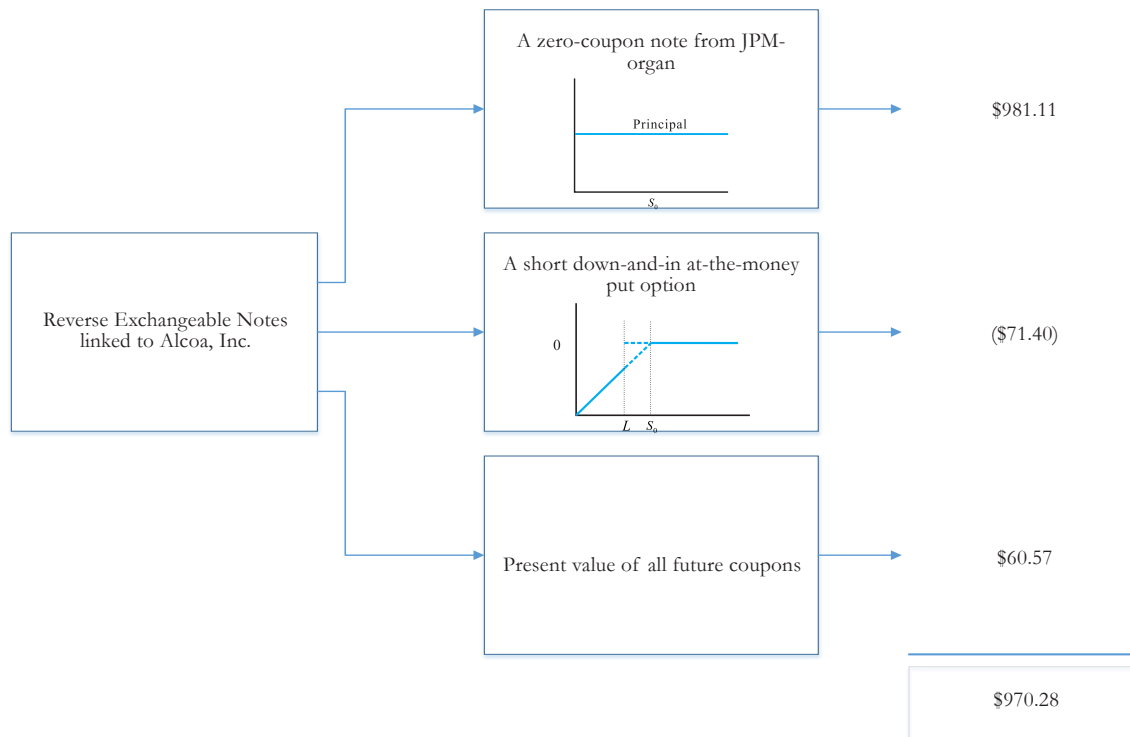 A zero-coupon note from JPM-
organ
Principal
S₀
$981.11
Reverse Exchangeable Notes
linked to Alcoa, Inc.
A short down-and-in at-the-money
put option
0
L S₀
($71.40)
Present value of all future coupons
$60.57
$970.28